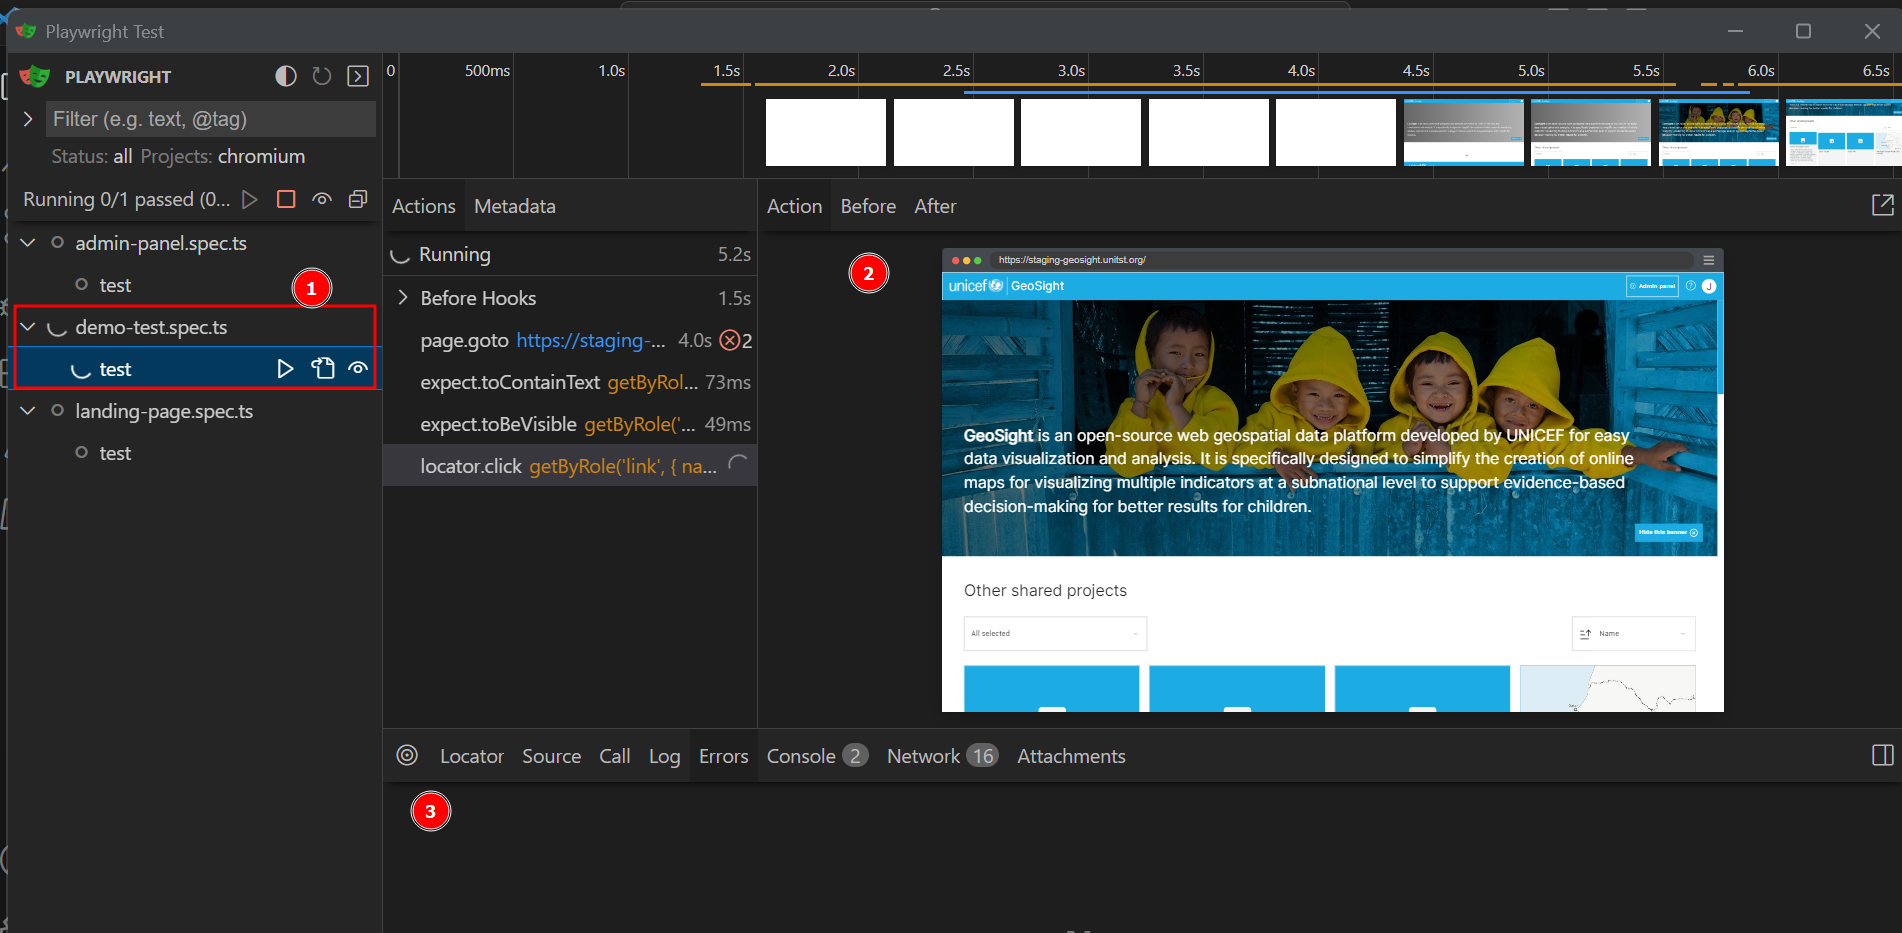 Playwright Test
PLAYWRIGHT
Filter (e.g. text, @tag)
Status: all Projects: chromium
Running 0/1 passed (0...
admin-panel.spec.ts
test
1
demo-test.spec.ts
test
landing-page.spec.ts
test
0 500ms 1.0s 1.5s 2.0s 2.5s 3.0s 3.5s 4.0s 4.5s 5.0s 5.5s 6.0s 6.5s
Actions Metadata
Running 5.2s
Before Hooks 1.5s
page.goto https://staging-... 4.0s 2
expect.toContainText getByRol... 73ms
expect.toBeVisible getByRole('... 49ms
locator.click getByRole('link', { na...
Action Before After
2
https://staging-geosight.unitst.org/
unicef GeoSight
Admin panel
J
GeoSight is an open-source web geospatial data platform developed by UNICEF for easy
data visualization and analysis. It is specifically designed to simplify the creation of online
maps for visualizing multiple indicators at a subnational level to support evidence-based
decision-making for better results for children.
Hide this banner
Other shared projects
All selected
Name
Locator Source Call Log Errors Console 2 Network 16 Attachments
3